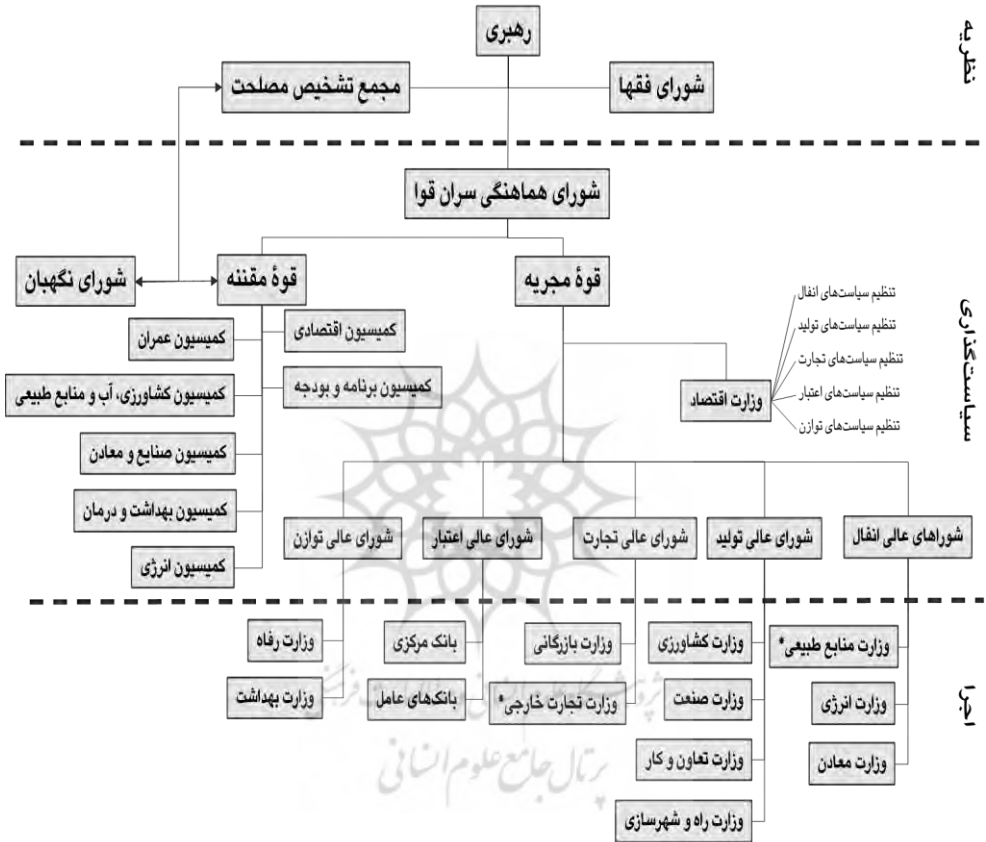 نظریه
رهبری
شورای فقها
مجمع تشخیص مصلحت
سیاست‌گذاری
شورای هماهنگی سران قوا
قوهٔ مجریه
قوهٔ مقننه
شورای نگهبان
تنظیم سیاست‌های انفال
تنظیم سیاست‌های تولید
تنظیم سیاست‌های تجارت
تنظیم سیاست‌های اعتبار
تنظیم سیاست‌های توازن
وزارت اقتصاد
کمیسیون اقتصادی
کمیسیون برنامه و بودجه
کمیسیون عمران
کمیسیون کشاورزی، آب و منابع طبیعی
کمیسیون صنایع و معادن
کمیسیون بهداشت و درمان
کمیسیون انرژی
شوراهای عالی انفال
شورای عالی تولید
شورای عالی تجارت
شورای عالی اعتبار
شورای عالی توازن
اجرا
وزارت منابع طبیعی*
وزارت انرژی
وزارت معادن
وزارت کشاورزی
وزارت صنعت
وزارت تعاون و کار
وزارت راه و شهرسازی
وزارت بازرگانی
وزارت تجارت خارجی*
بانک مرکزی
بانک‌های عامل
وزارت رفاه
وزارت بهداشت
پرتال جامع علوم انسانی